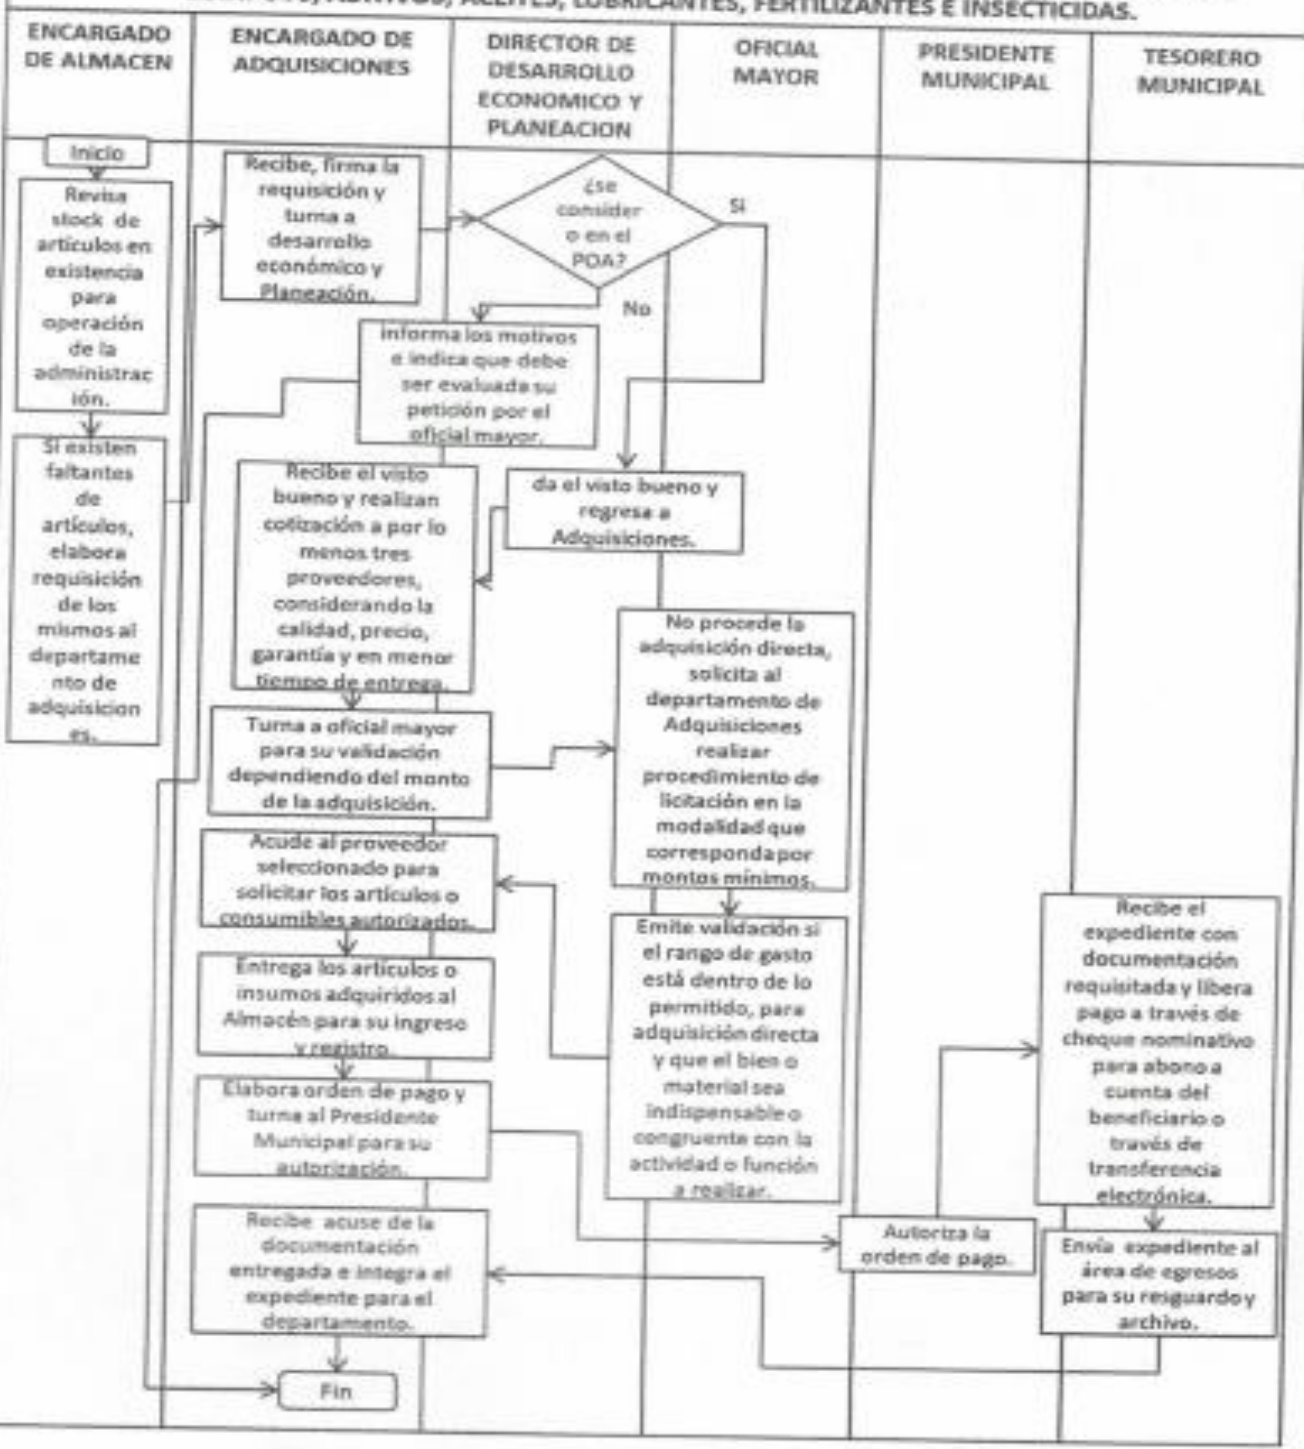 ADITIVOS, ACEITES, LUBRICANTES, FERTILIZANTES E INSECTICIDAS.
ENCARGADO
DE ALMACEN
ENCARGADO DE
ADQUISICIONES
DIRECTOR DE
DESARROLLO
ECONOMICO Y
PLANEACION
OFICIAL
MAYOR
PRESIDENTE
MUNICIPAL
TESORERO
MUNICIPAL
Inicio
Revisa
stock de
artículos en
existencia
para
operación
de la
administrac
ión.
Si existen
faltantes
de
artículos,
elabora
requisición
de los
mismos al
departame
nto de
adquisicion
es.
Recibe, firma la
requisición y
turna a
desarrollo
económico y
Planeación.
¿se
consider
o en el
POA?
Si
No
informa los motivos
e indica que debe
ser evaluada su
petición por el
oficial mayor.
da el visto bueno y
regresa a
Adquisiciones.
Recibe el visto
bueno y realizan
cotización a por lo
menos tres
proveedores,
considerando la
calidad, precio,
garantía y en menor
tiempo de entrega.
Turna a oficial mayor
para su validación
dependiendo del monto
de la adquisición.
No procede la
adquisición directa,
solicita al
departamento de
Adquisiciones
realizar
procedimiento de
licitación en la
modalidad que
corresponda por
montos mínimos.
Emite validación si
el rango de gasto
está dentro de lo
permitido, para
adquisición directa
y que el bien o
material sea
indispensable o
congruente con la
actividad o función
a realizar.
Acude al proveedor
seleccionado para
solicitar los artículos o
consumibles autorizados.
Entrega los artículos o
insumos adquiridos al
Almacén para su ingreso
y registro.
Elabora orden de pago y
turna al Presidente
Municipal para su
autorización.
Autoriza la
orden de pago.
Recibe el
expediente con
documentación
requisitada y libera
pago a través de
cheque nominativo
para abono a
cuenta del
beneficiario o
través de
transferencia
electrónica.
Envía expediente al
área de egresos
para su resguardo y
archivo.
Recibe acuse de la
documentación
entregada e integra el
expediente para el
departamento.
Fin